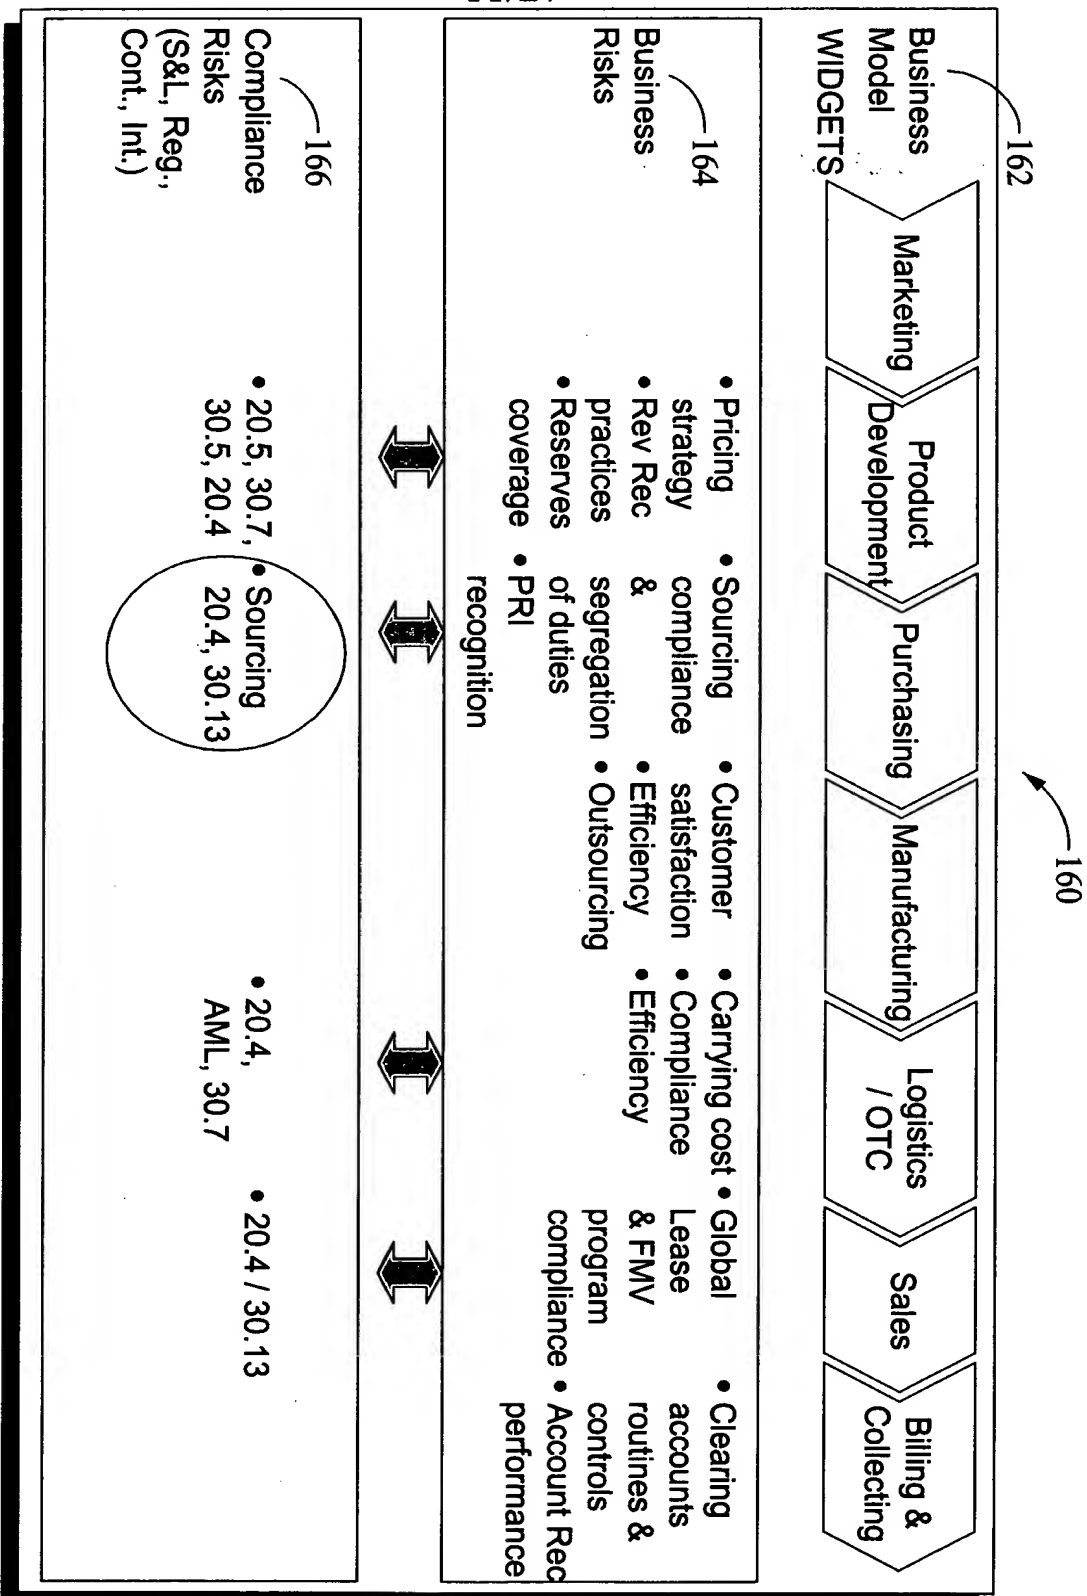 160
162
Business
Model
WIDGETS
Marketing
Product
Development
Purchasing
Manufacturing
Logistics
/ OTC
Sales
Billing &
Collecting
164
Business
Risks
• Pricing
strategy
• Rev Rec
practices
• Reserves
coverage
• Sourcing
compliance
&
segregation
of duties
• PRI
recognition
• Customer
satisfaction
• Efficiency
• Outsourcing
• Carrying cost
• Compliance
• Efficiency
• Global
Lease
& FMV
program
compliance
• Clearing
accounts
routines &
controls
• Account Rec
performance
166
Compliance
Risks
(S&L, Reg.,
Cont., Int.)
• 20.5, 30.7,
30.5, 20.4
• Sourcing
20.4, 30.13
• 20.4,
AML, 30.7
• 20.4 / 30.13